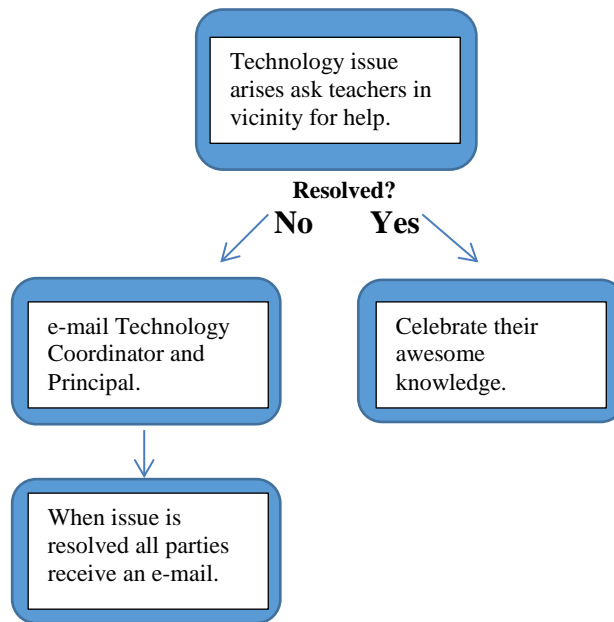 Technology issue
arises ask teachers in
vicinity for help.
Resolved?
No Yes
e-mail Technology
Coordinator and
Principal.
Celebrate their
awesome
knowledge.
When issue is
resolved all parties
receive an e-mail.